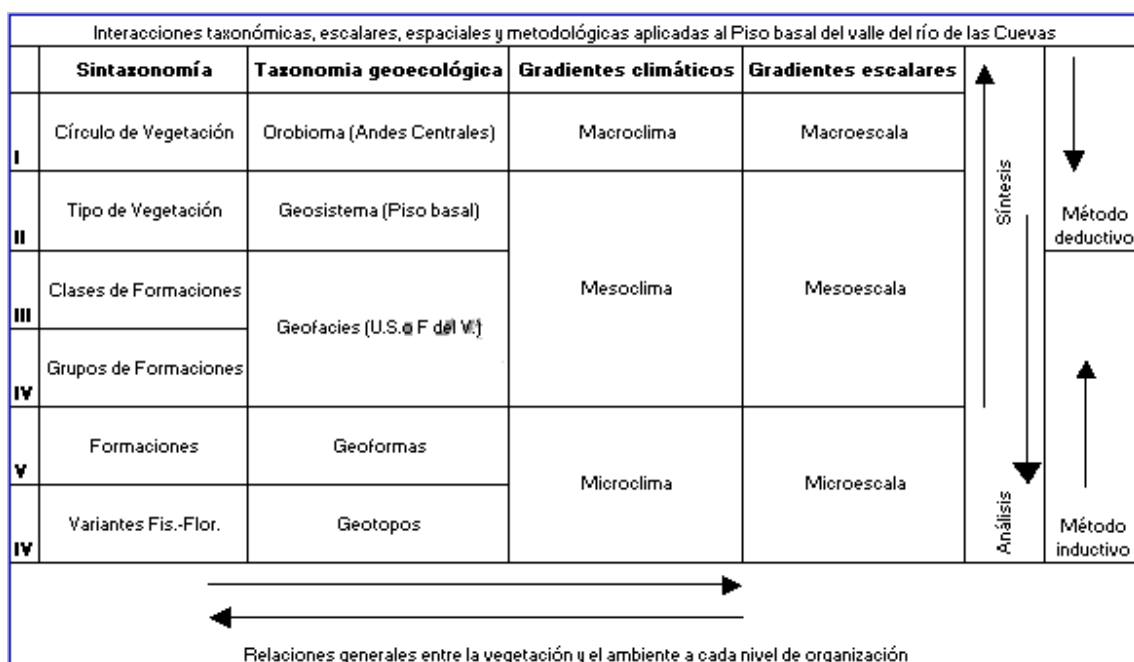 Interacciones taxonómicas, escalares, espaciales y metodológicas aplicadas al Piso basal del valle del río de las Cuevas
Sintaxonomía Taxonomia geoecológica Gradientes climáticos Gradientes escalares
I Círculo de Vegetación Orobioma (Andes Centrales) Macroclima Macroescala
II Tipo de Vegetación Geosistema (Piso basal)
III Clases de Formaciones
Geofacies (U.S.o F del V.)
Mesoclima Mesoescala
IV Grupos de Formaciones
V Formaciones Geoformas
Microclima Microescala
IV Variantes Fis.-Flor. Geotopos
Síntesis
Análisis
Método
deductivo
Método
inductivo
Relaciones generales entre la vegetación y el ambiente a cada nivel de organización